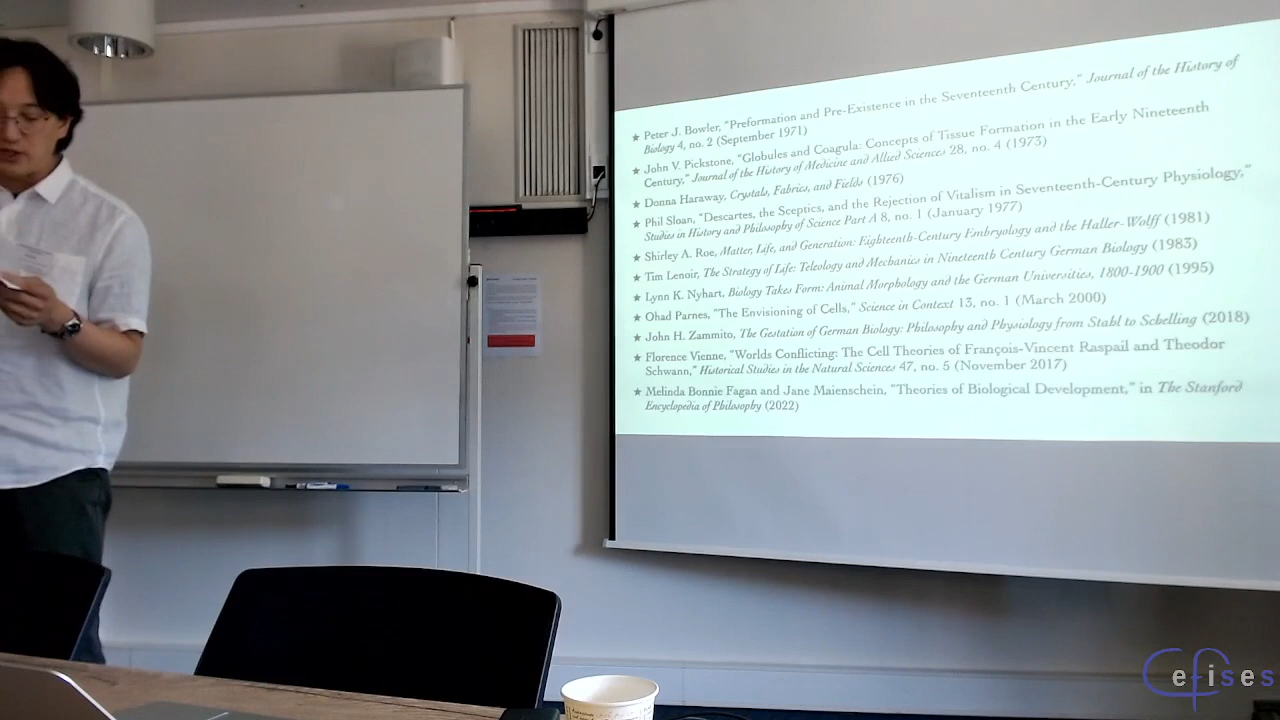 ★ Peter J. Bowler, "Preformation and Pre-Existence in the Seventeenth Century," Journal of the History of
Biology 4, no. 2 (September 1971)
★ John V. Pickstone, "Globules and Coagula: Concepts of Tissue Formation in the Early Nineteenth
Century," Journal of the History of Medicine and Allied Sciences 28, no. 4 (1973)
★ Donna Haraway, Crystals, Fabrics, and Fields (1976)
★ Phil Sloan, "Descartes, the Sceptics, and the Rejection of Vitalism in Seventeenth-Century Physiology,"
Studies in History and Philosophy of Science Part A 8, no. 1 (January 1977)
★ Shirley A. Roe, Matter, Life, and Generation: Eighteenth-Century Embryology and the Haller-Wolff (1981)
★ Tim Lenoir, The Strategy of Life: Teleology and Mechanics in Nineteenth Century German Biology (1983)
★ Lynn K. Nyhart, Biology Takes Form: Animal Morphology and the German Universities, 1800-1900 (1995)
★ Ohad Parnes, "The Envisioning of Cells," Science in Context 13, no. 1 (March 2000)
★ John H. Zammito, The Gestation of German Biology: Philosophy and Physiology from Stahl to Schelling (2018)
★ Florence Vienne, "Worlds Conflicting: The Cell Theories of François-Vincent Raspail and Theodor
Schwann," Historical Studies in the Natural Sciences 47, no. 5 (November 2017)
★ Melinda Bonnie Fagan and Jane Maienschein, "Theories of Biological Development," in The Stanford
Encyclopedia of Philosophy (2022)
Cefises